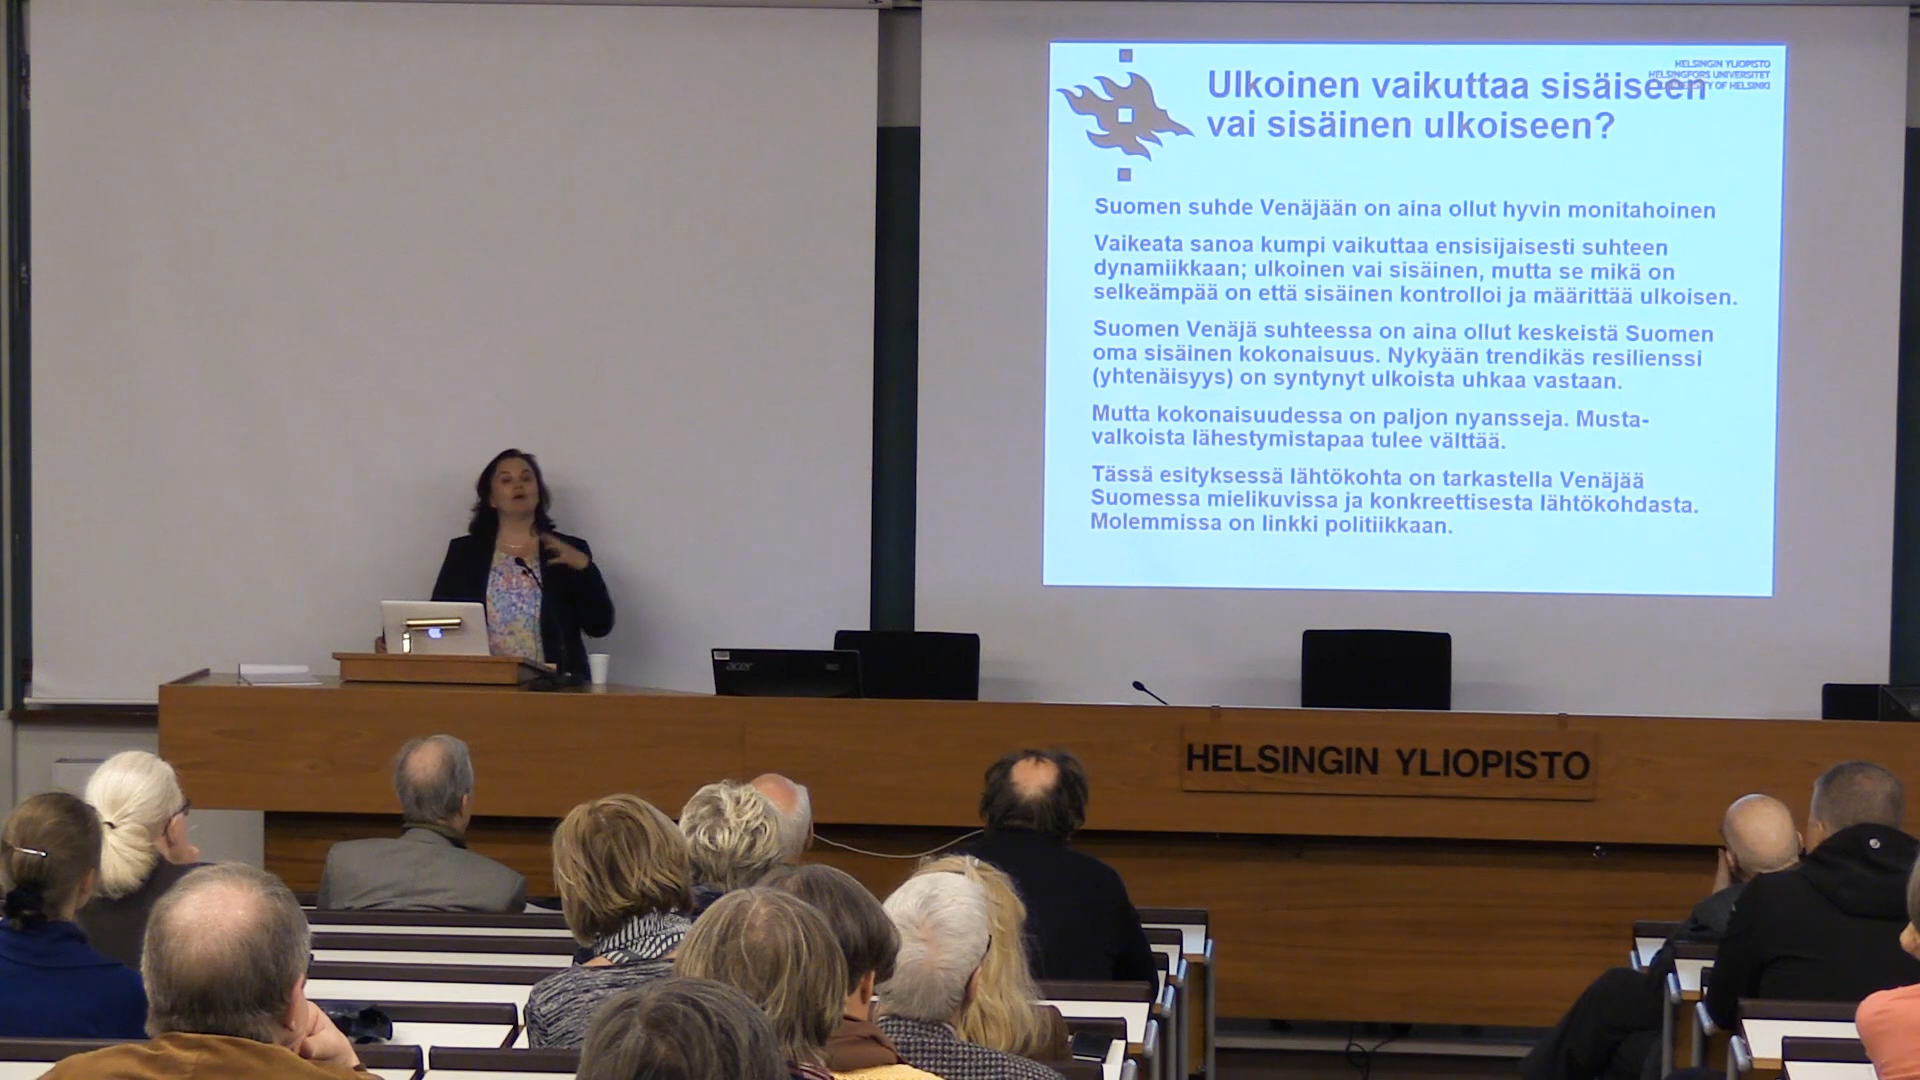 HELSINGIN YLIOPISTO
HELSINGFORS UNIVERSITET
UNIVERSITY OF HELSINKI
Ulkoinen vaikuttaa sisäiseen
vai sisäinen ulkoiseen?
Suomen suhde Venäjään on aina ollut hyvin monitahoinen
Vaikeata sanoa kumpi vaikuttaa ensisijaisesti suhteen
dynamiikkaan; ulkoinen vai sisäinen, mutta se mikä on
selkeämpää on että sisäinen kontrolloi ja määrittää ulkoisen.
Suomen Venäjä suhteessa on aina ollut keskeistä Suomen
oma sisäinen kokonaisuus. Nykyään trendikäs resilienssi
(yhtenäisyys) on syntynyt ulkoista uhkaa vastaan.
Mutta kokonaisuudessa on paljon nyansseja. Musta-
valkoista lähestymistapaa tulee välttää.
Tässä esityksessä lähtökohta on tarkastella Venäjää
Suomessa mielikuvissa ja konkreettisesta lähtökohdasta.
Molemmissa on linkki politiikkaan.
acer
HELSINGIN YLIOPISTO